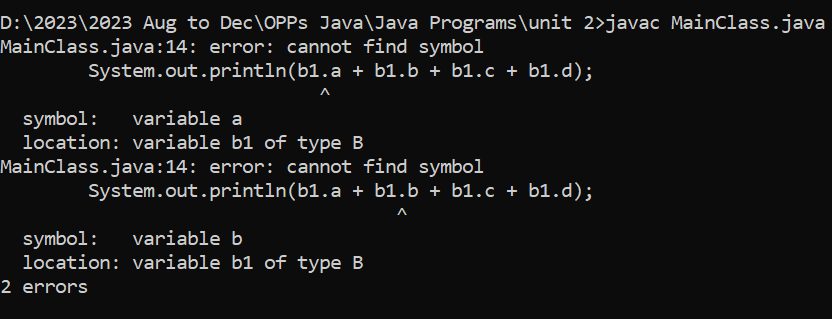 D:\2023\2023 Aug to Dec\OPPs Java\Java Programs\unit 2>javac MainClass.java
MainClass.java:14: error: cannot find symbol
        System.out.println(b1.a + b1.b + b1.c + b1.d);
                             ^
  symbol:   variable a
  location: variable b1 of type B
MainClass.java:14: error: cannot find symbol
        System.out.println(b1.a + b1.b + b1.c + b1.d);
                                    ^
  symbol:   variable b
  location: variable b1 of type B
2 errors